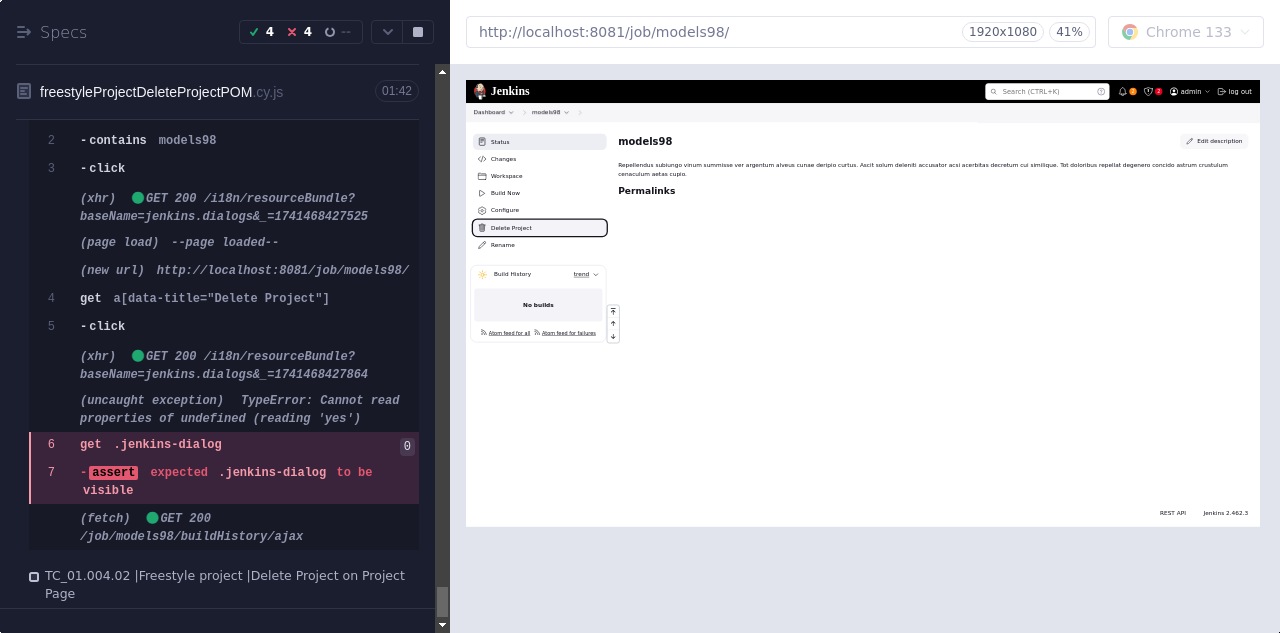 Specs
4
4
--
freestyleProjectDeleteProjectPOM.cy.js
01:42
2 -contains models98
3 -click
(xhr) GET 200 /i18n/resourceBundle?
baseName=jenkins.dialogs&_=1741468427525
(page load) --page loaded--
(new url) http://localhost:8081/job/models98/
4 get a[data-title="Delete Project"]
5 -click
(xhr) GET 200 /i18n/resourceBundle?
baseName=jenkins.dialogs&_=1741468427864
(uncaught exception) TypeError: Cannot read
properties of undefined (reading 'yes')
6 get .jenkins-dialog 0
7 -assert expected .jenkins-dialog to be
visible
(fetch) GET 200
/job/models98/buildHistory/ajax
TC_01.004.02 |Freestyle project |Delete Project on Project
Page
http://localhost:8081/job/models98/
1920x1080
41%
Chrome 133
Jenkins
Search (CTRL+K)
2
2
admin
log out
Dashboard
models98
Status
Changes
Workspace
Build Now
Configure
Delete Project
Rename
Build History
trend
No builds
Atom feed for all
Atom feed for failures
models98
Edit description
Repellendus subiungo vinum summisse ver argentum alveus cunae deripio curtus. Ascit solum deleniti accusator acsi acerbitas decretum cui similique. Tot doloribus repellat degenero concido astrum crustulum
cenaculum aetas cupio.
Permalinks
REST API
Jenkins 2.462.3